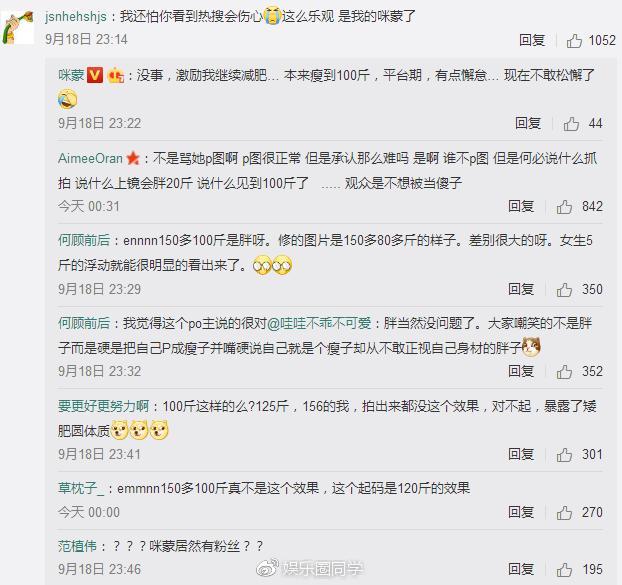 jsnhehshjs：我还怕你看到热搜会伤心😭这么乐观 是我的咪蒙了
9月18日 23:14
回复 1052
咪蒙：没事，激励我继续减肥... 本来瘦到100斤，平台期，有点懈怠... 现在不敢松懈了
9月18日 23:22
回复 44
AimeeOran：不是骂她p图啊 p图很正常 但是承认那么难吗 是啊 谁不p图 但是何必说什么抓
拍 说什么上镜会胖20斤 说什么见到100斤了 ..... 观众是不想被当傻子
今天 00:31
回复 842
何顾前后：ennnn150多100斤是胖呀。修的图片是150多80多斤的样子。差别很大的呀。女生5
斤的浮动就能很明显的看出来了。
9月18日 23:29
回复 350
何顾前后：我觉得这个po主说的很对@哇哇不乖不可爱：胖当然没问题了。大家嘲笑的不是胖
子而是硬是把自己P成瘦子并嘴硬说自己就是个瘦子却从不敢正视自己身材的胖子
9月18日 23:32
回复 352
要更好更努力啊：100斤这样的么?125斤，156的我，拍出来都没这个效果，对不起，暴露了矮
肥圆体质
9月18日 23:41
回复 301
草枕子_：emmnn150多100斤真不是这个效果，这个起码是120斤的效果
今天 00:00
回复 270
范植伟：？？？咪蒙居然有粉丝？？
9月18日 23:46
回复 195
娱乐圈同学